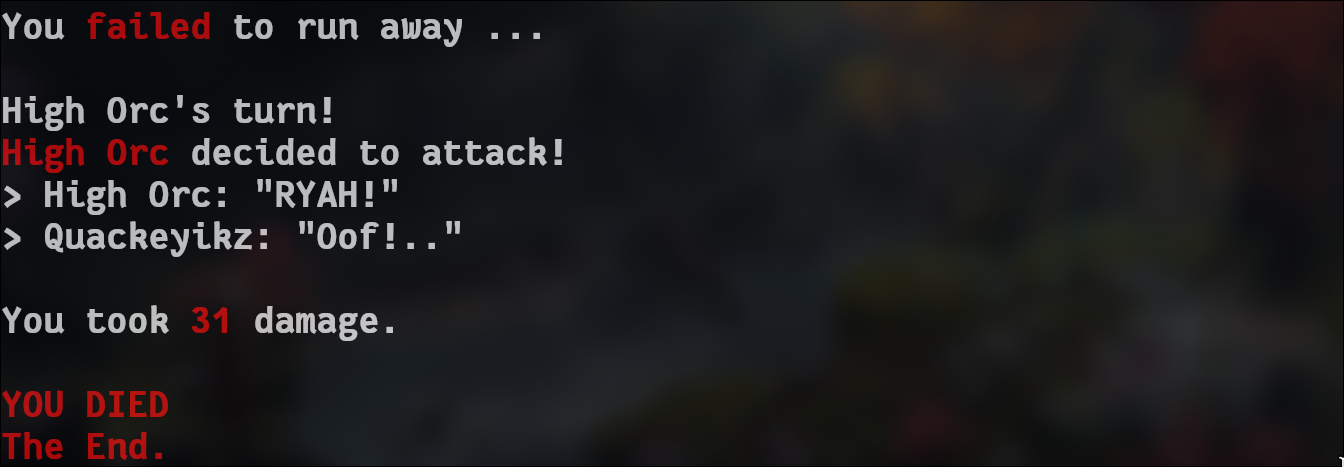 You failed to run away ...
High Orc's turn!
High Orc decided to attack!
> High Orc: "RYAH!"
> Quackeyikz: "Oof!.."
You took 31 damage.
YOU DIED
The End.